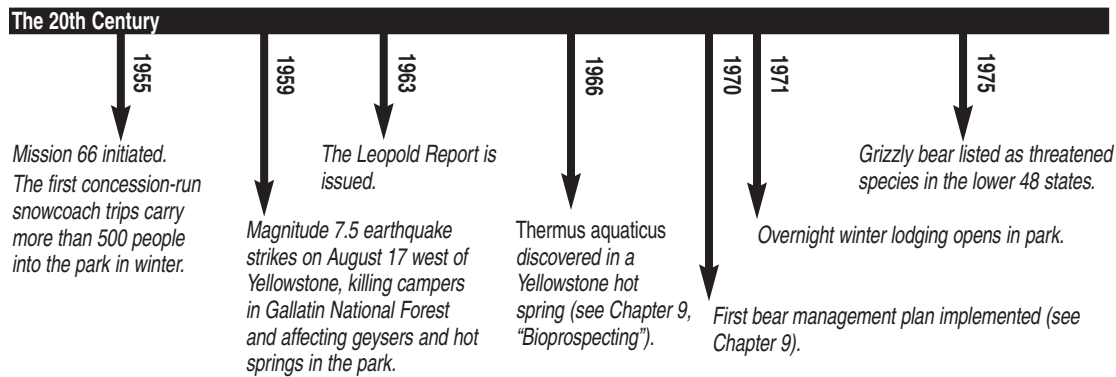 The 20th Century
1955
1959
1963
1966
1970
1971
1975
Mission 66 initiated.
The first concession-run
snowcoach trips carry
more than 500 people
into the park in winter.
Magnitude 7.5 earthquake
strikes on August 17 west of
Yellowstone, killing campers
in Gallatin National Forest
and affecting geysers and hot
springs in the park.
The Leopold Report is
issued.
Thermus aquaticus
discovered in a
Yellowstone hot
spring (see Chapter 9,
“Bioprospecting”).
First bear management plan implemented (see
Chapter 9).
Overnight winter lodging opens in park.
Grizzly bear listed as threatened
species in the lower 48 states.